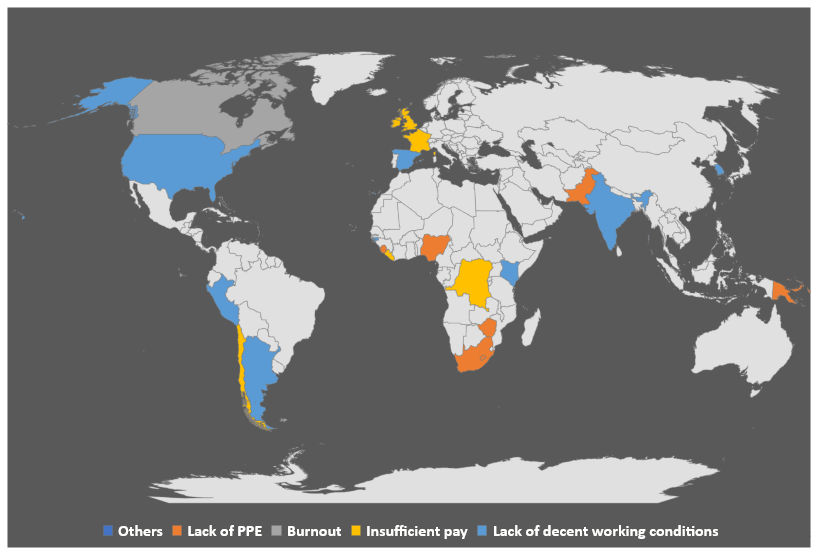 Others Lack of PPE Burnout Insufficient pay Lack of decent working conditions